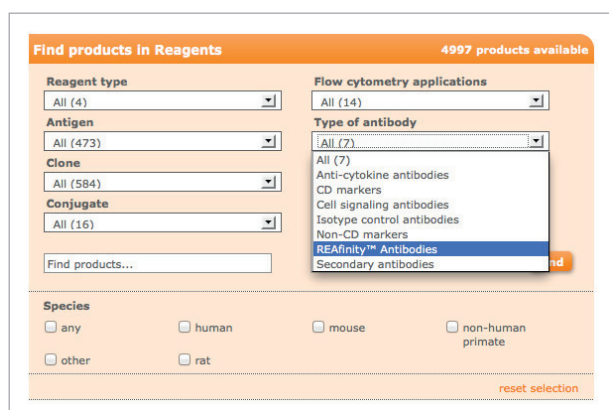 Find products in Reagents 4997 products available
Reagent type Flow cytometry applications
All (4) All (14)
Antigen Type of antibody
All (473) All (7)
Clone All (7)
All (584) Anti-cytokine antibodies
CD markers
Cell signaling antibodies
Conjugate Isotype control antibodies
All (16) Non-CD markers
REAfinity™ Antibodies
Find products... Secondary antibodies
Species
any human mouse non-human
primate
other rat
reset selection